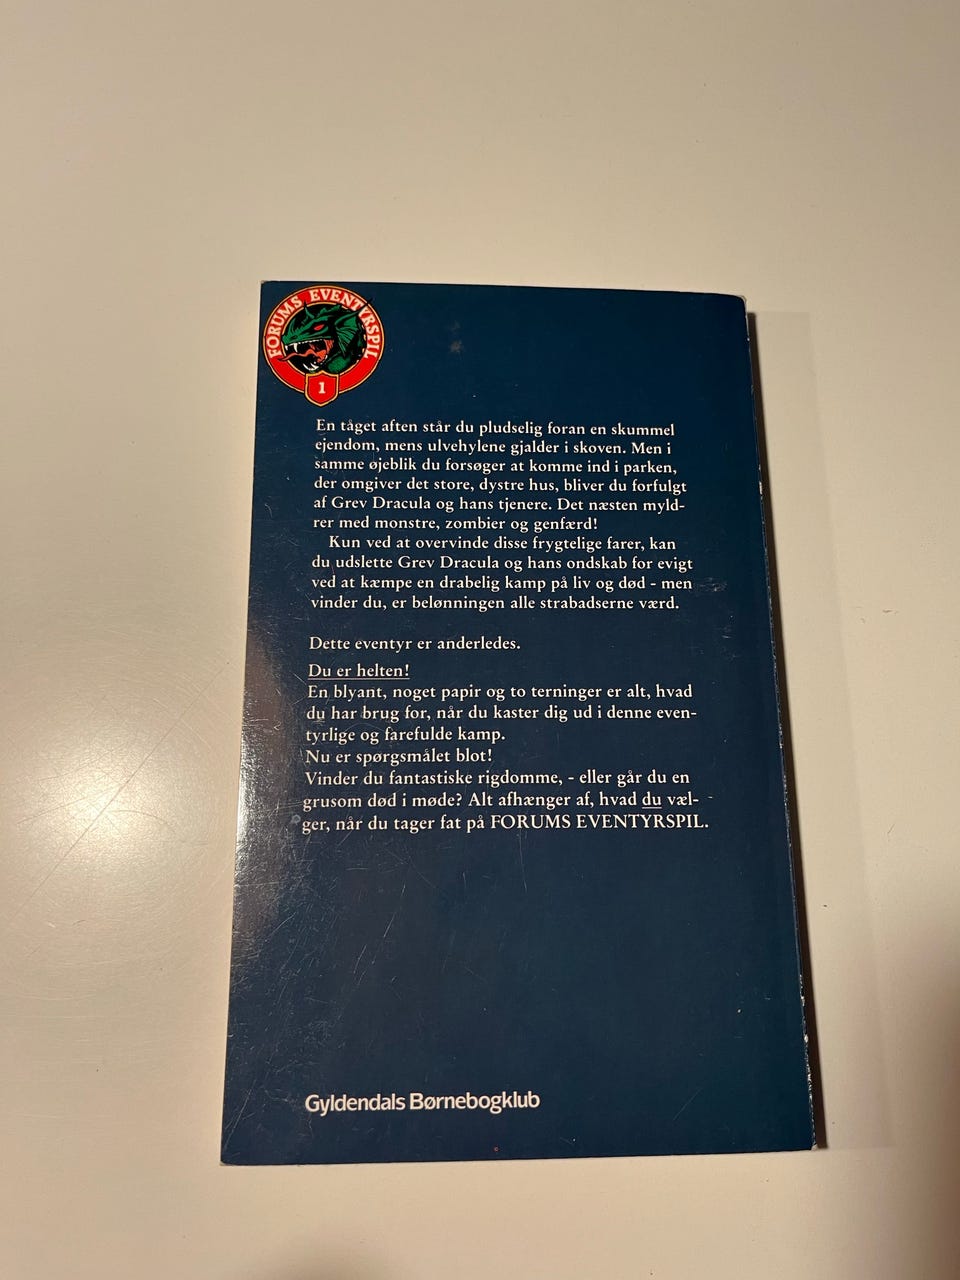 FORUMS EVENTYRSPIL
1
En tåget aften står du pludselig foran en skummel
ejendom, mens ulvehylene gjalder i skoven. Men i
samme øjeblik du forsøger at komme ind i parken,
der omgiver det store, dystre hus, bliver du forfulgt
af Grev Dracula og hans tjenere. Det næsten myld-
rer med monstre, zombier og genfærd!
Kun ved at overvinde disse frygtelige farer, kan
du udslette Grev Dracula og hans ondskab for evigt
ved at kæmpe en drabelig kamp på liv og død - men
vinder du, er belønningen alle strabadserne værd.
Dette eventyr er anderledes.
Du er helten!
En blyant, noget papir og to terninger er alt, hvad
du har brug for, når du kaster dig ud i denne even-
tyrlige og farefulde kamp.
Nu er spørgsmålet blot!
Vinder du fantastiske rigdomme, - eller går du en
grusom død i møde? Alt afhænger af, hvad du væl-
ger, når du tager fat på FORUMS EVENTYRSPIL.
Gyldendals Børnebogklub